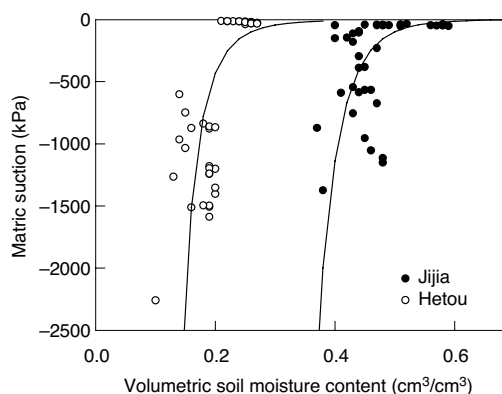 0
−500
−1000
−1500
−2000
−2500
Matric suction (kPa)
Jijia
Hetou
0.0 0.2 0.4 0.6
Volumetric soil moisture content (cm³/cm³)